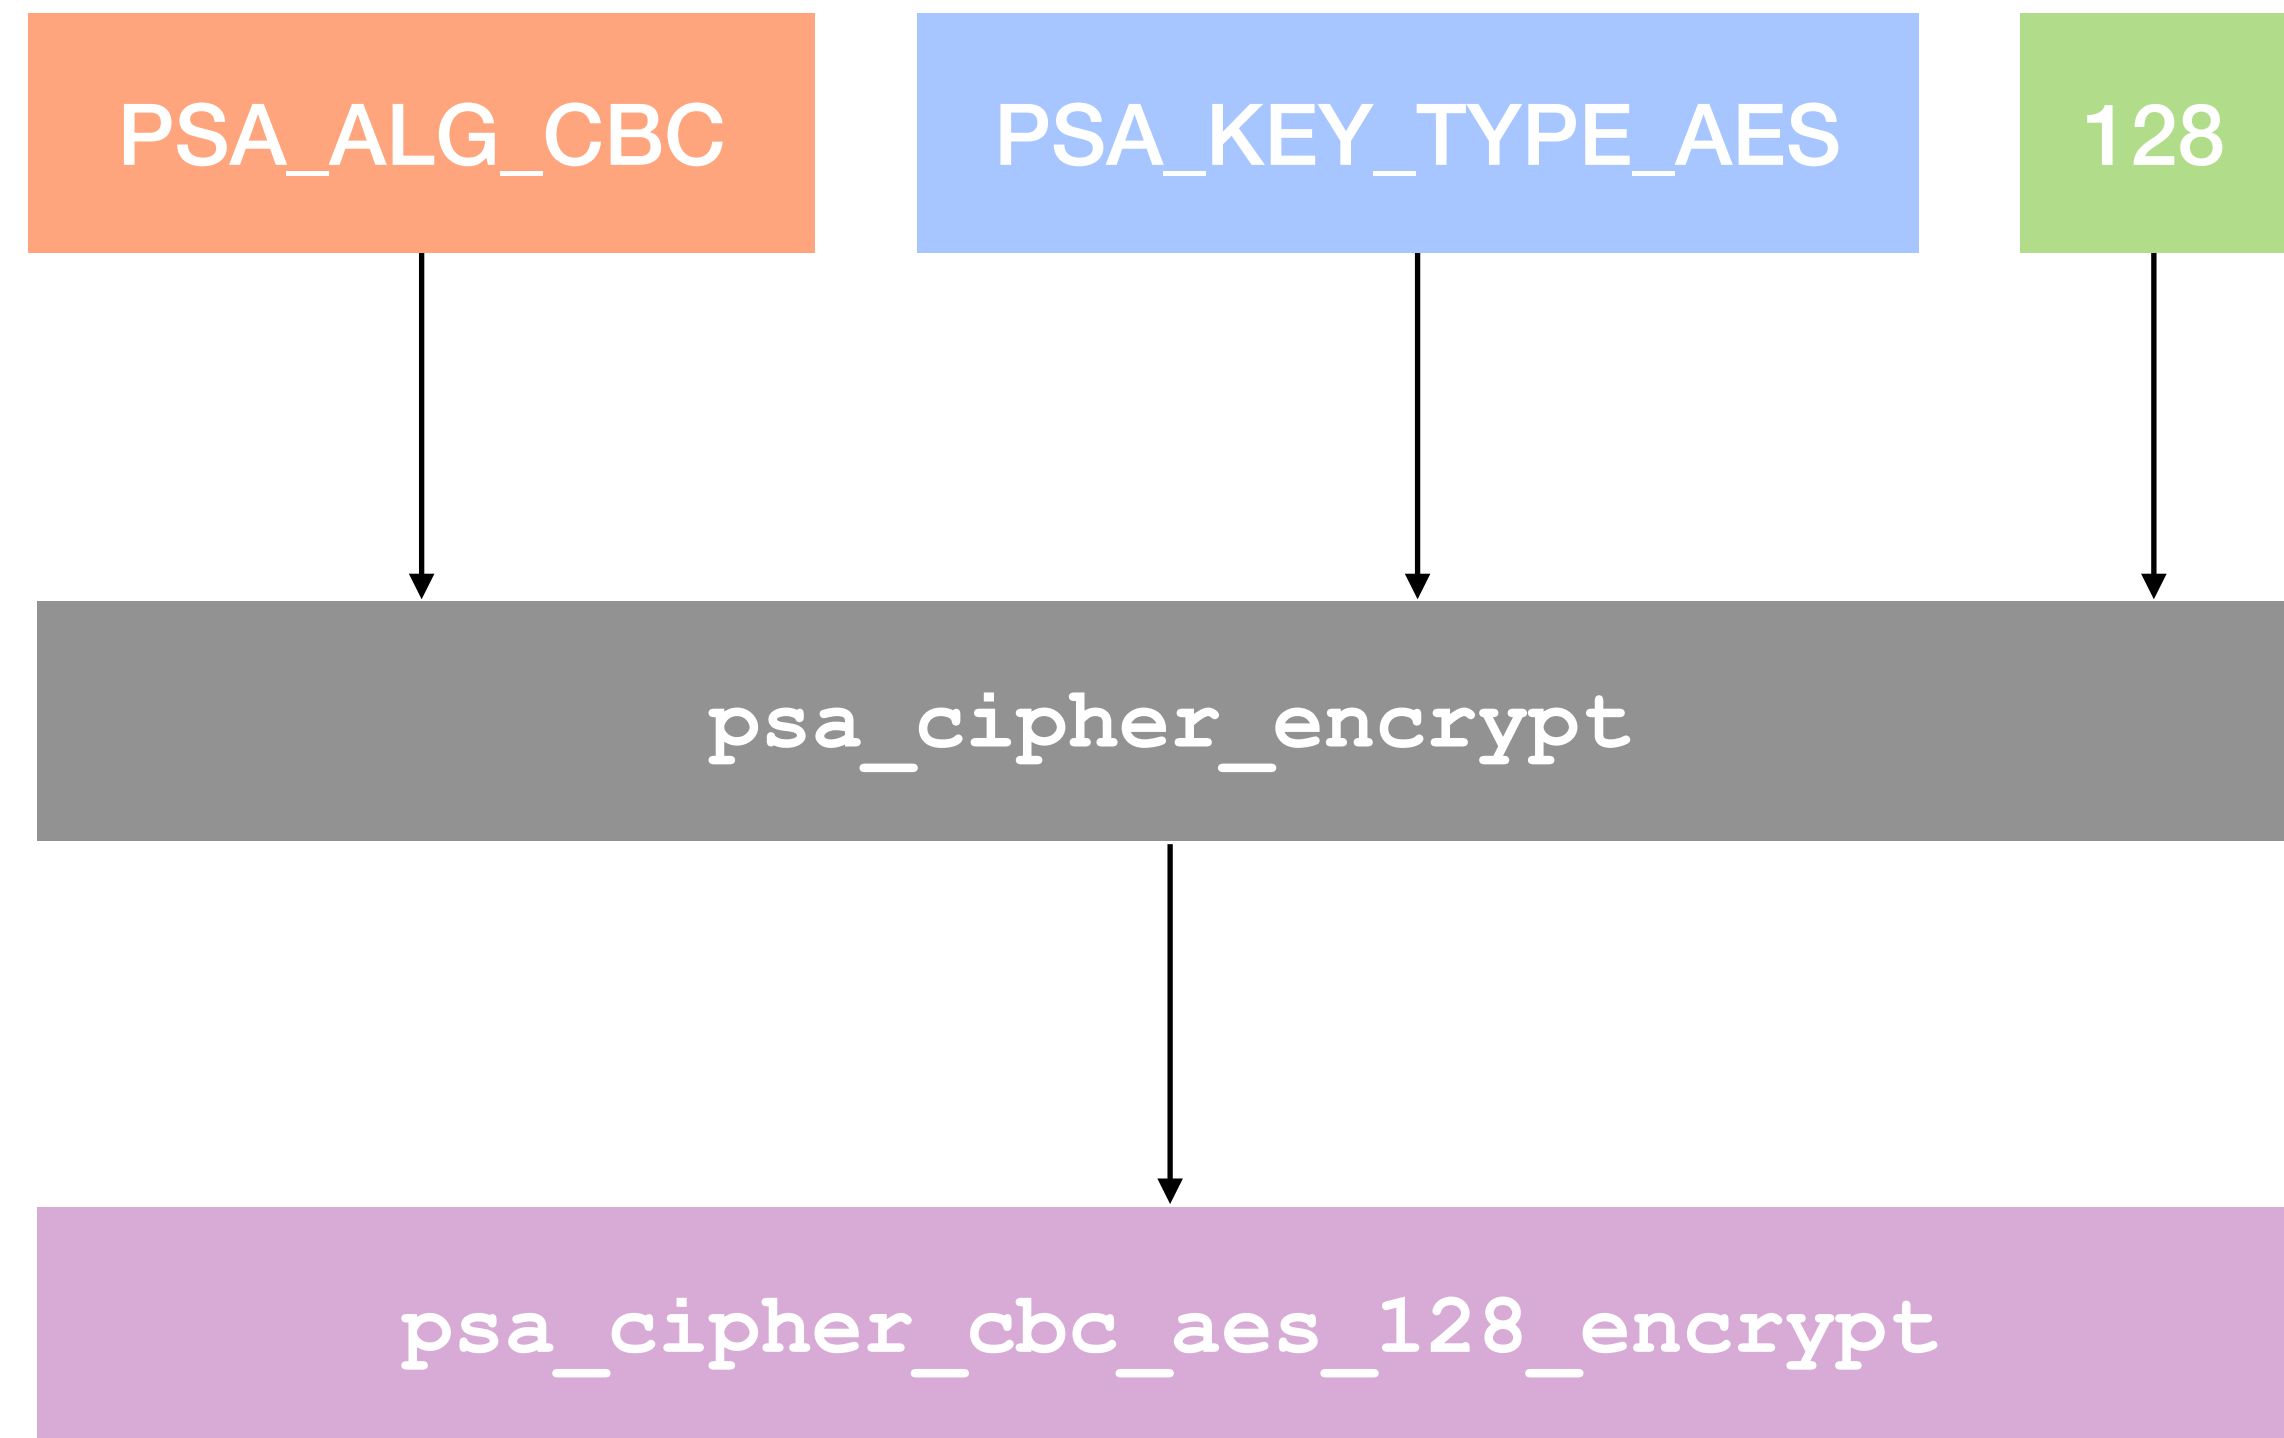 PSA_ALG_CBC
PSA_KEY_TYPE_AES
128
psa_cipher_encrypt
psa_cipher_cbc_aes_128_encrypt